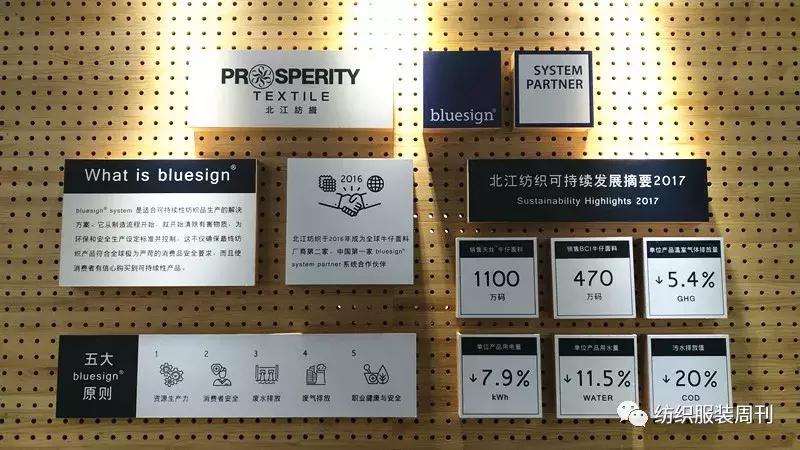 PROSPERITY
TEXTILE
北江紡織
bluesign®
SYSTEM
PARTNER
What is bluesign®
bluesign® system 是适合可持续性纺织品生产的解决
方案。它从制造流程开始，就开始清除有害物质，为
环保和安全生产设定标准并控制。这不仅确保最终纺
织产品符合全球极为严苛的消费品安全要求，而且使
消费者有信心购买到可持续性产品。
2016
北江纺织于2016年成为全球牛仔面料
厂商第二家，中国第一家 bluesign®
system partner 系统合作伙伴
北江纺织可持续发展摘要2017
Sustainability Highlights 2017
销售天丝®牛仔面料
1100
万码
销售BCI牛仔面料
470
万码
单位产品温室气体排放量
↓5.4%
GHG
五大
bluesign®
原则
1
资源生产力
2
消费者安全
3
废水排放
4
废气排放
5
职业健康与安全
单位产品用电量
↓7.9%
kWh
单位产品用水量
↓11.5%
WATER
污水排放值
↓20%
COD
纺织服装周刊